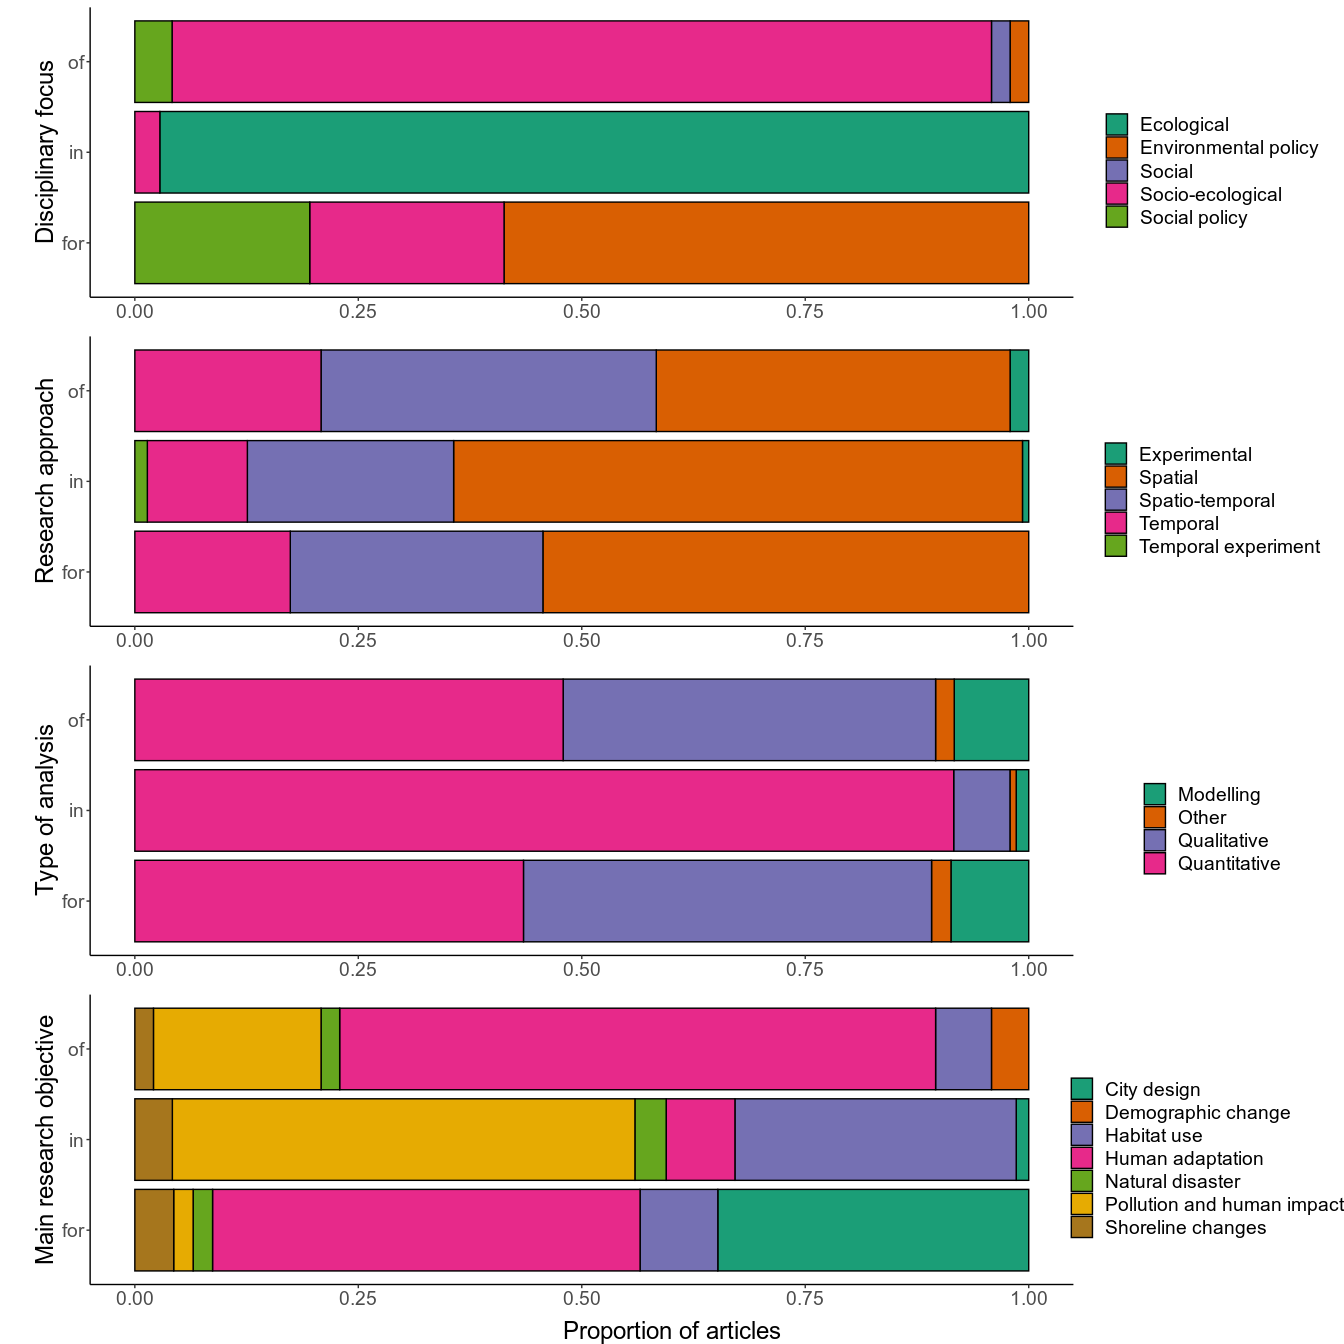 Disciplinary focus
of
in
for
0.00 0.25 0.50 0.75 1.00
Ecological
Environmental policy
Social
Socio-ecological
Social policy
Research approach
of
in
for
0.00 0.25 0.50 0.75 1.00
Experimental
Spatial
Spatio-temporal
Temporal
Temporal experiment
Type of analysis
of
in
for
0.00 0.25 0.50 0.75 1.00
Modelling
Other
Qualitative
Quantitative
Main research objective
of
in
for
0.00 0.25 0.50 0.75 1.00
City design
Demographic change
Habitat use
Human adaptation
Natural disaster
Pollution and human impact
Shoreline changes
Proportion of articles